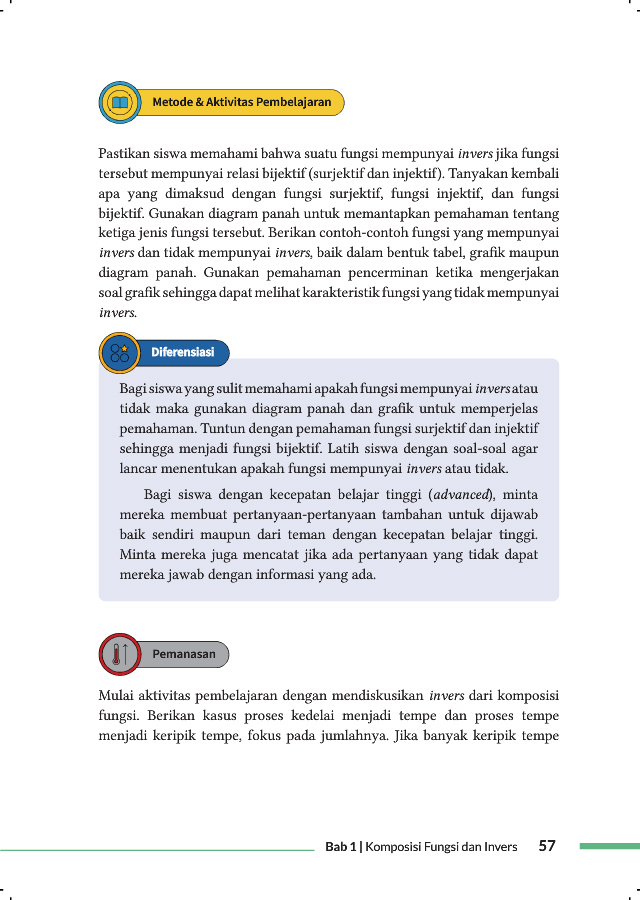 Metode & Aktivitas Pembelajaran
Pastikan siswa memahami bahwa suatu fungsi mempunyai invers jika fungsi
tersebut mempunyai relasi bijektif (surjektif dan injektif). Tanyakan kembali
apa yang dimaksud dengan fungsi surjektif, fungsi injektif, dan fungsi
bijektif. Gunakan diagram panah untuk memantapkan pemahaman tentang
ketiga jenis fungsi tersebut. Berikan contoh-contoh fungsi yang mempunyai
invers dan tidak mempunyai invers, baik dalam bentuk tabel, grafik maupun
diagram panah. Gunakan pemahaman pencerminan ketika mengerjakan
soal grafik sehingga dapat melihat karakteristik fungsi yang tidak mempunyai
invers.
Diferensiasi
Bagi siswa yang sulit memahami apakah fungsi mempunyai invers atau
tidak maka gunakan diagram panah dan grafik untuk memperjelas
pemahaman. Tuntun dengan pemahaman fungsi surjektif dan injektif
sehingga menjadi fungsi bijektif. Latih siswa dengan soal-soal agar
lancar menentukan apakah fungsi mempunyai invers atau tidak.
Bagi siswa dengan kecepatan belajar tinggi (advanced), minta
mereka membuat pertanyaan-pertanyaan tambahan untuk dijawab
baik sendiri maupun dari teman dengan kecepatan belajar tinggi.
Minta mereka juga mencatat jika ada pertanyaan yang tidak dapat
mereka jawab dengan informasi yang ada.
Pemanasan
Mulai aktivitas pembelajaran dengan mendiskusikan invers dari komposisi
fungsi. Berikan kasus proses kedelai menjadi tempe dan proses tempe
menjadi keripik tempe, fokus pada jumlahnya. Jika banyak keripik tempe
Bab 1 | Komposisi Fungsi dan Invers 57